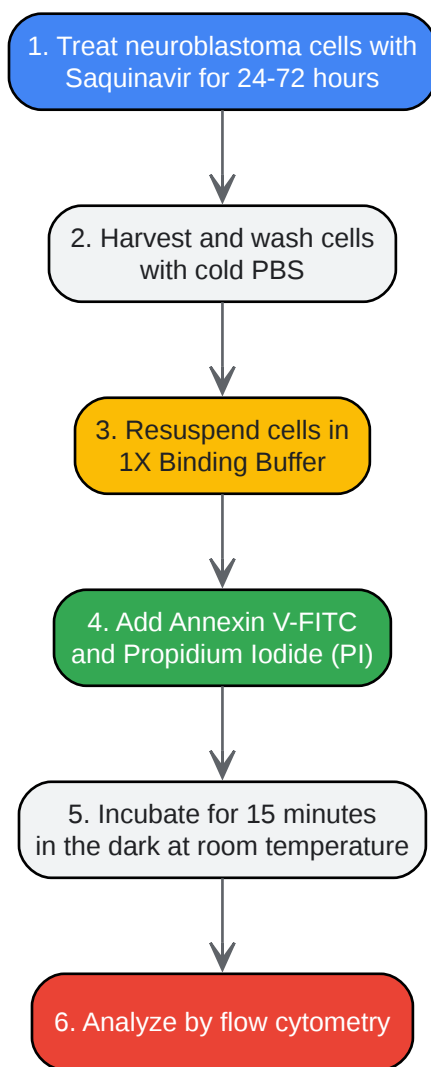 1. Treat neuroblastoma cells with
Saquinavir for 24-72 hours
2. Harvest and wash cells
with cold PBS
3. Resuspend cells in
1X Binding Buffer
4. Add Annexin V-FITC
and Propidium Iodide (PI)
5. Incubate for 15 minutes
in the dark at room temperature
6. Analyze by flow cytometry